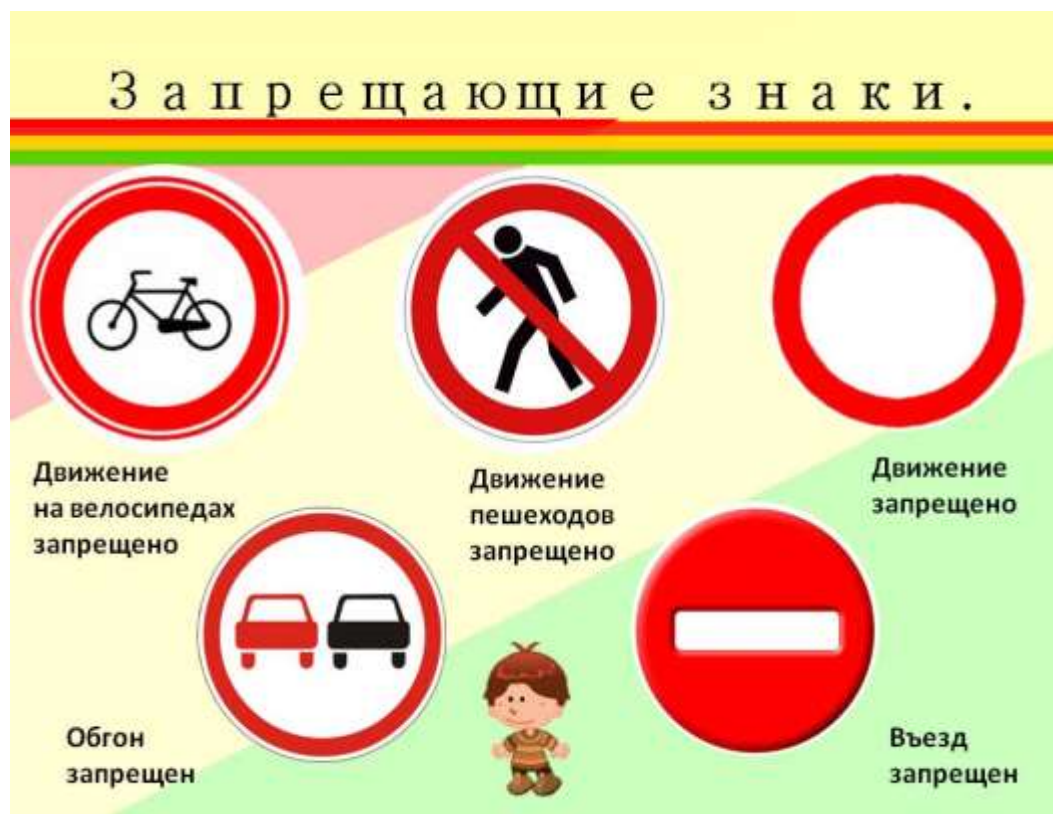 Запрещающие знаки.
Движение
на велосипедах
запрещено
Движение
пешеходов
запрещено
Движение
запрещено
Обгон
запрещен
Въезд
запрещен